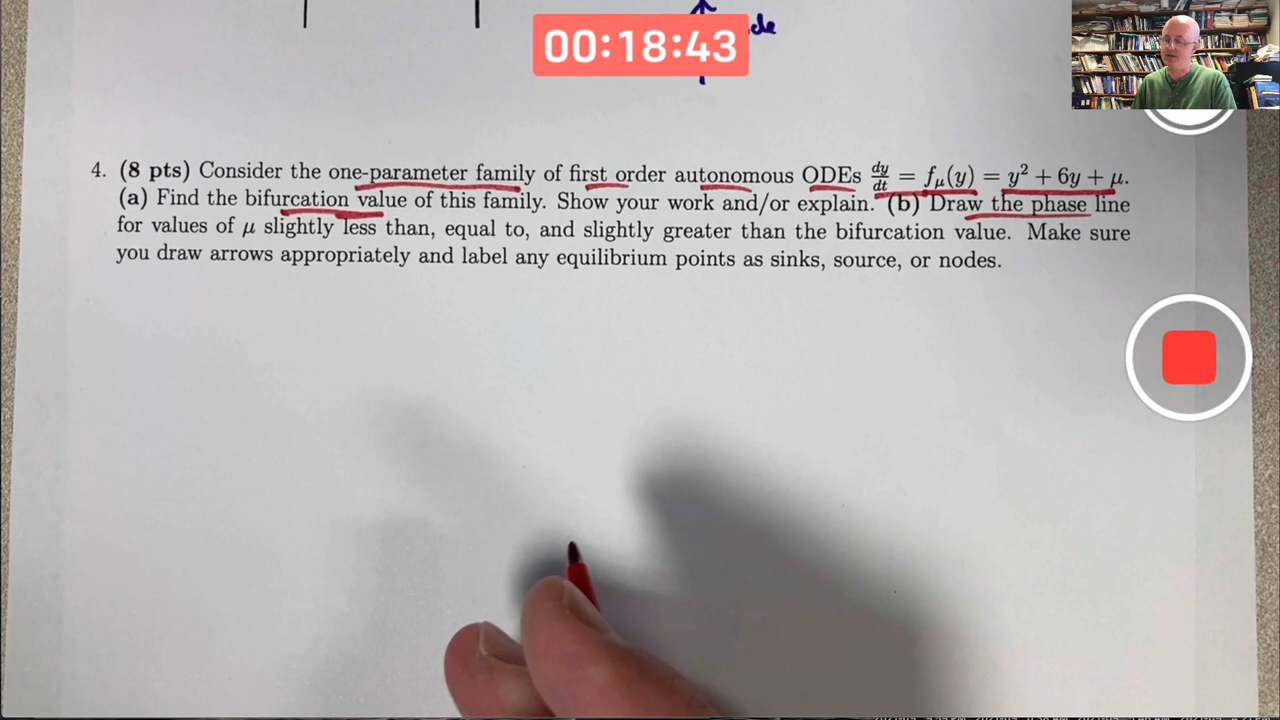 de
00:18:43
4. (8 pts) Consider the one-parameter family of first order autonomous ODEs dy/dt = fμ(y) = y² + 6y + μ.
(a) Find the bifurcation value of this family. Show your work and/or explain. (b) Draw the phase line
for values of μ slightly less than, equal to, and slightly greater than the bifurcation value. Make sure
you draw arrows appropriately and label any equilibrium points as sinks, source, or nodes.